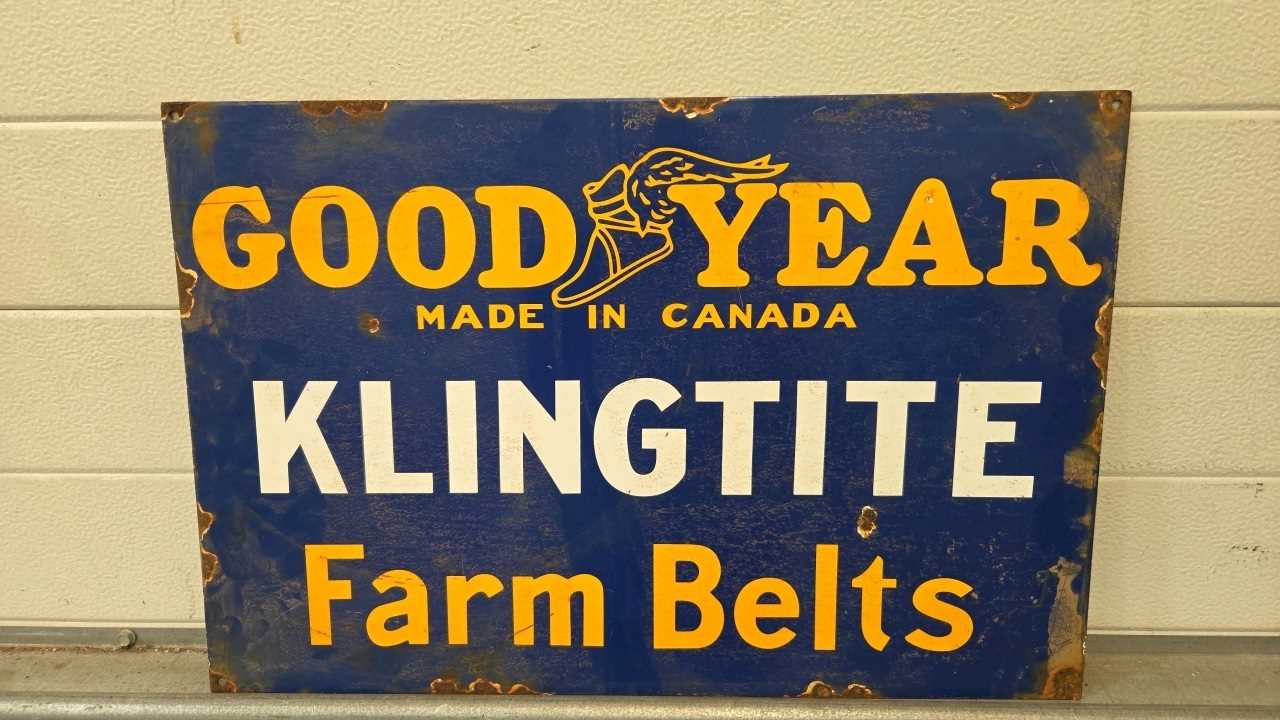 GOOD YEAR
MADE IN CANADA
KLINGTITE
Farm Belts